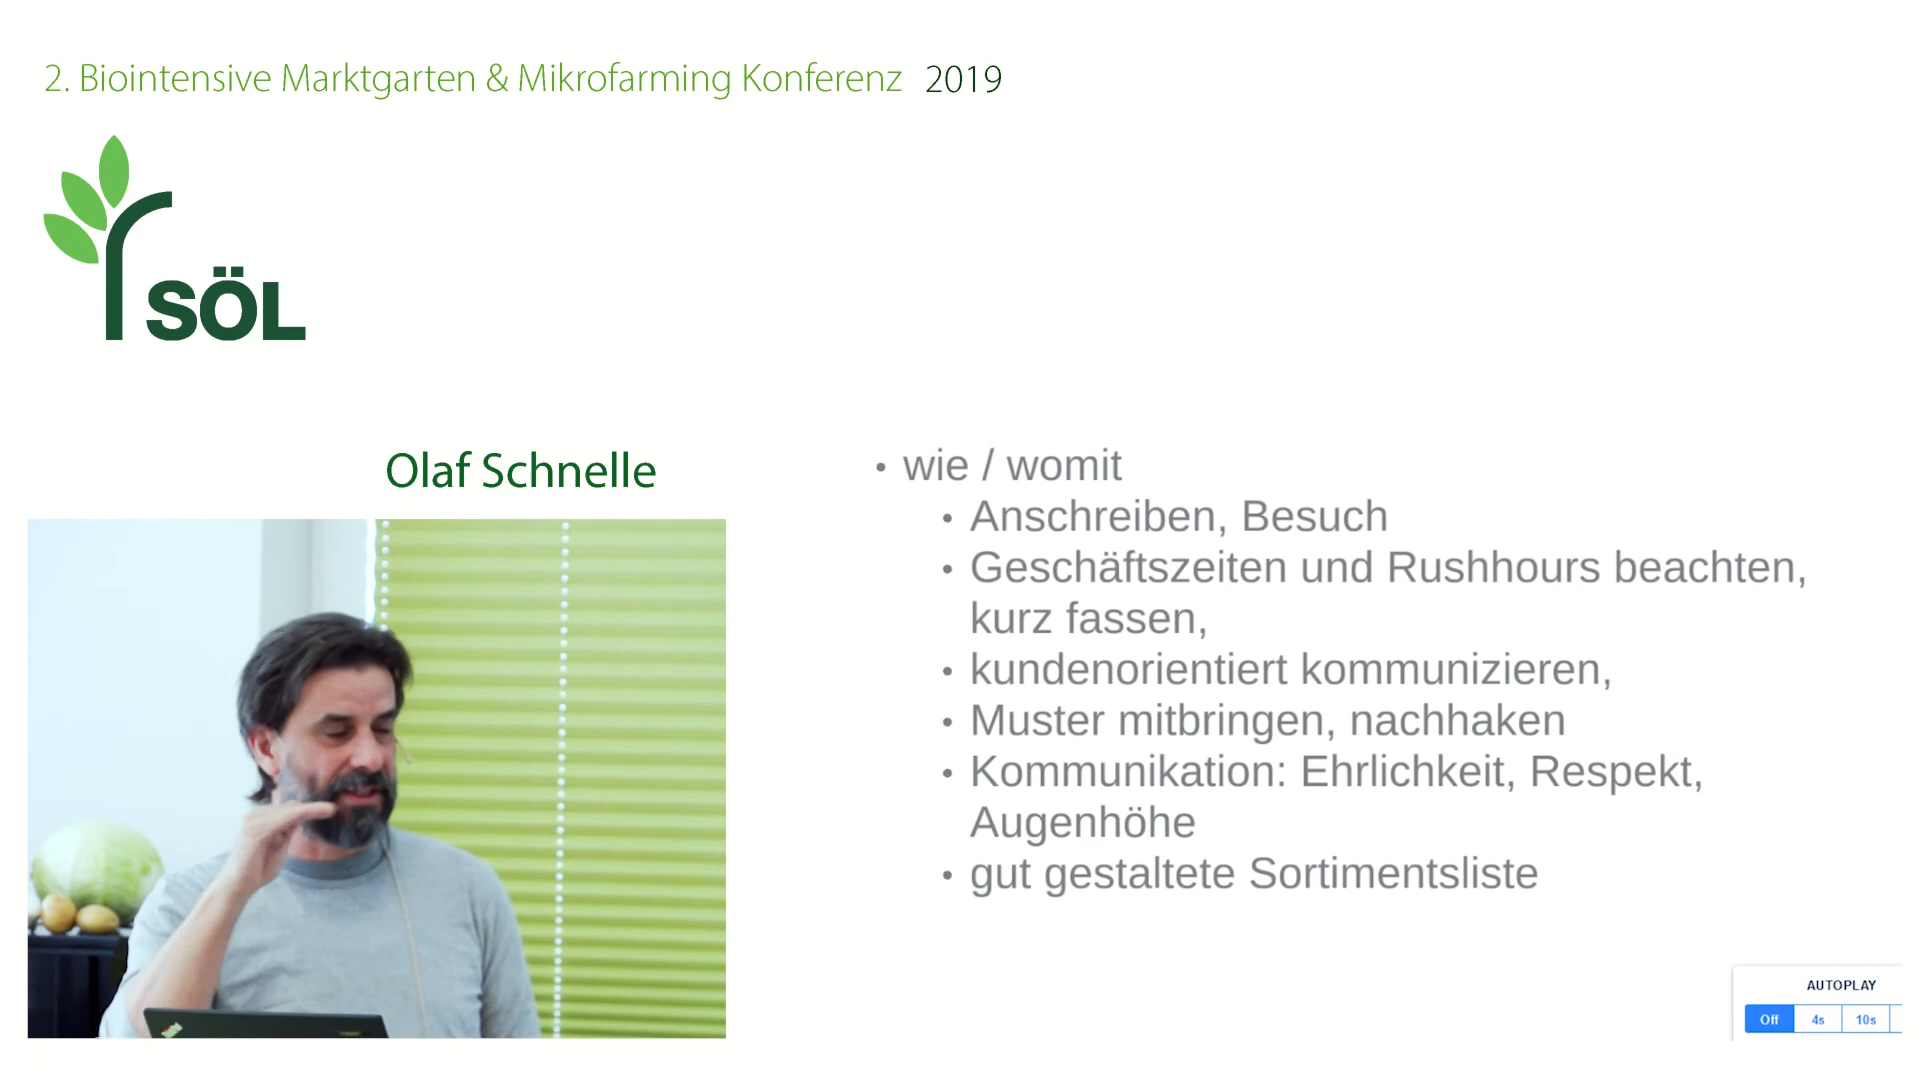 2. Biointensive Marktgarten & Mikrofarming Konferenz 2019
SÖL
Olaf Schnelle
• wie / womit
• Anschreiben, Besuch
• Geschäftszeiten und Rushhours beachten,
kurz fassen,
• kundenorientiert kommunizieren,
• Muster mitbringen, nachhaken
• Kommunikation: Ehrlichkeit, Respekt,
Augenhöhe
• gut gestaltete Sortimentsliste
AUTOPLAY
Off 4s 10s